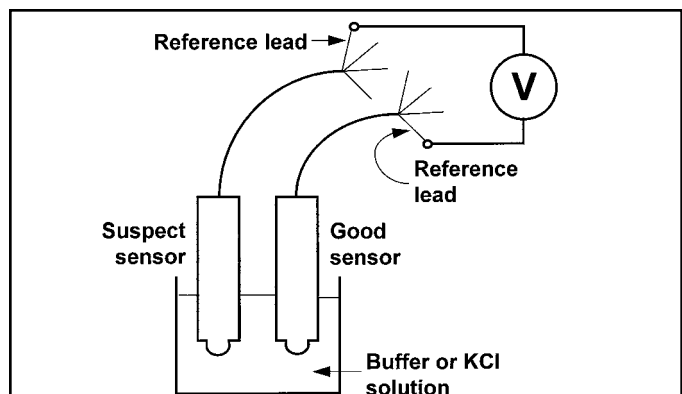 Reference lead
V
Reference
lead
Suspect
sensor
Good
sensor
Buffer or KCl
solution